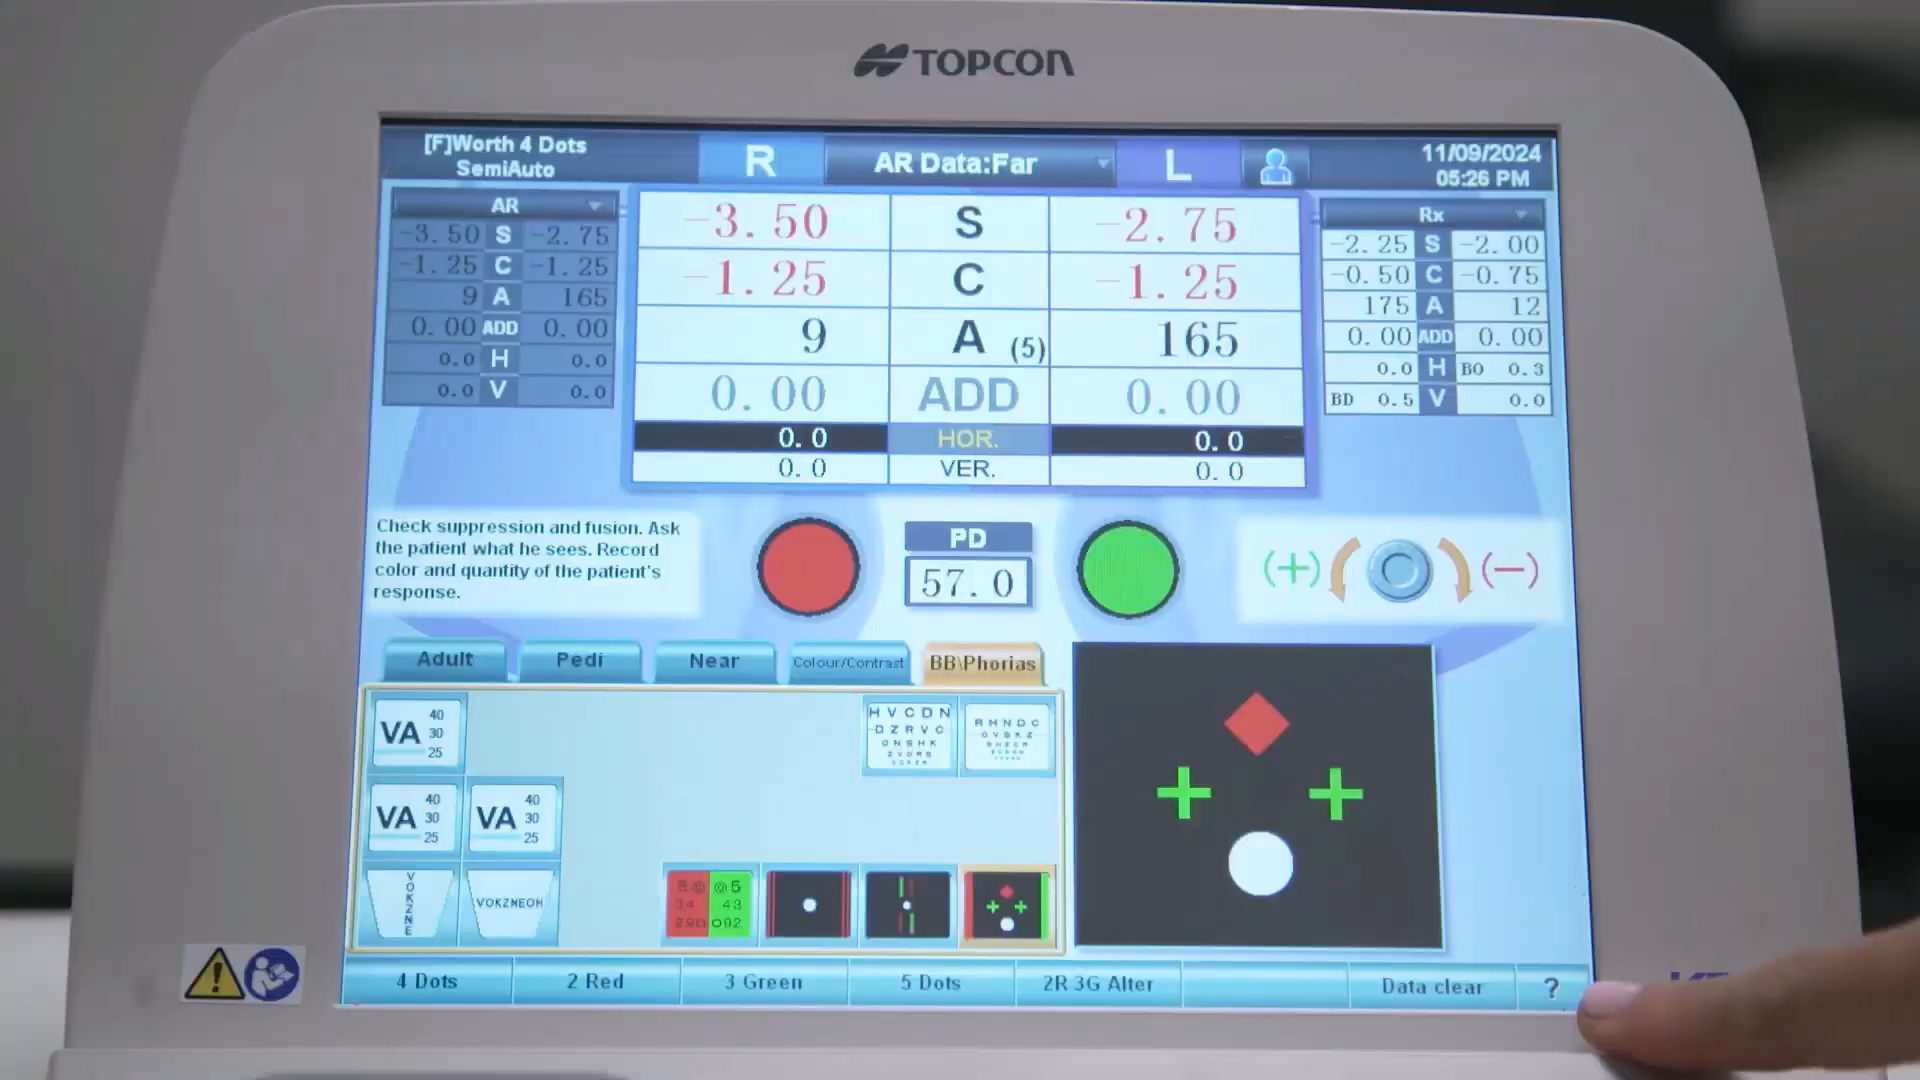 TOPCON
[F]Worth 4 Dots
SemiAuto
R
AR Data:Far
L
11/09/2024
05:26 PM
AR
-3.50 S -2.75
-1.25 C -1.25
9 A 165
0.00 ADD 0.00
0.0 H 0.0
0.0 V 0.0
-3.50 S -2.75
-1.25 C -1.25
9 A (5) 165
0.00 ADD 0.00
0.0 HOR. 0.0
0.0 VER. 0.0
Rx
-2.25 S -2.00
-0.50 C -0.75
175 A 12
0.00 ADD 0.00
0.0 H BO 0.3
BD 0.5 V 0.0
Check suppression and fusion. Ask
the patient what he sees. Record
color and quantity of the patient's
response.
PD
57.0
(+) (-)
Adult Pedi Near Colour/Contrast BB\Phorias
VA 40
30
25
HVCDN
DZRVC
ONSHK
RHNDC
VA 40
30
25
VA 40
30
25
VOKZNE
VOKZNEOH
4 Dots 2 Red 3 Green 5 Dots 2R 3G Alter Data clear ?